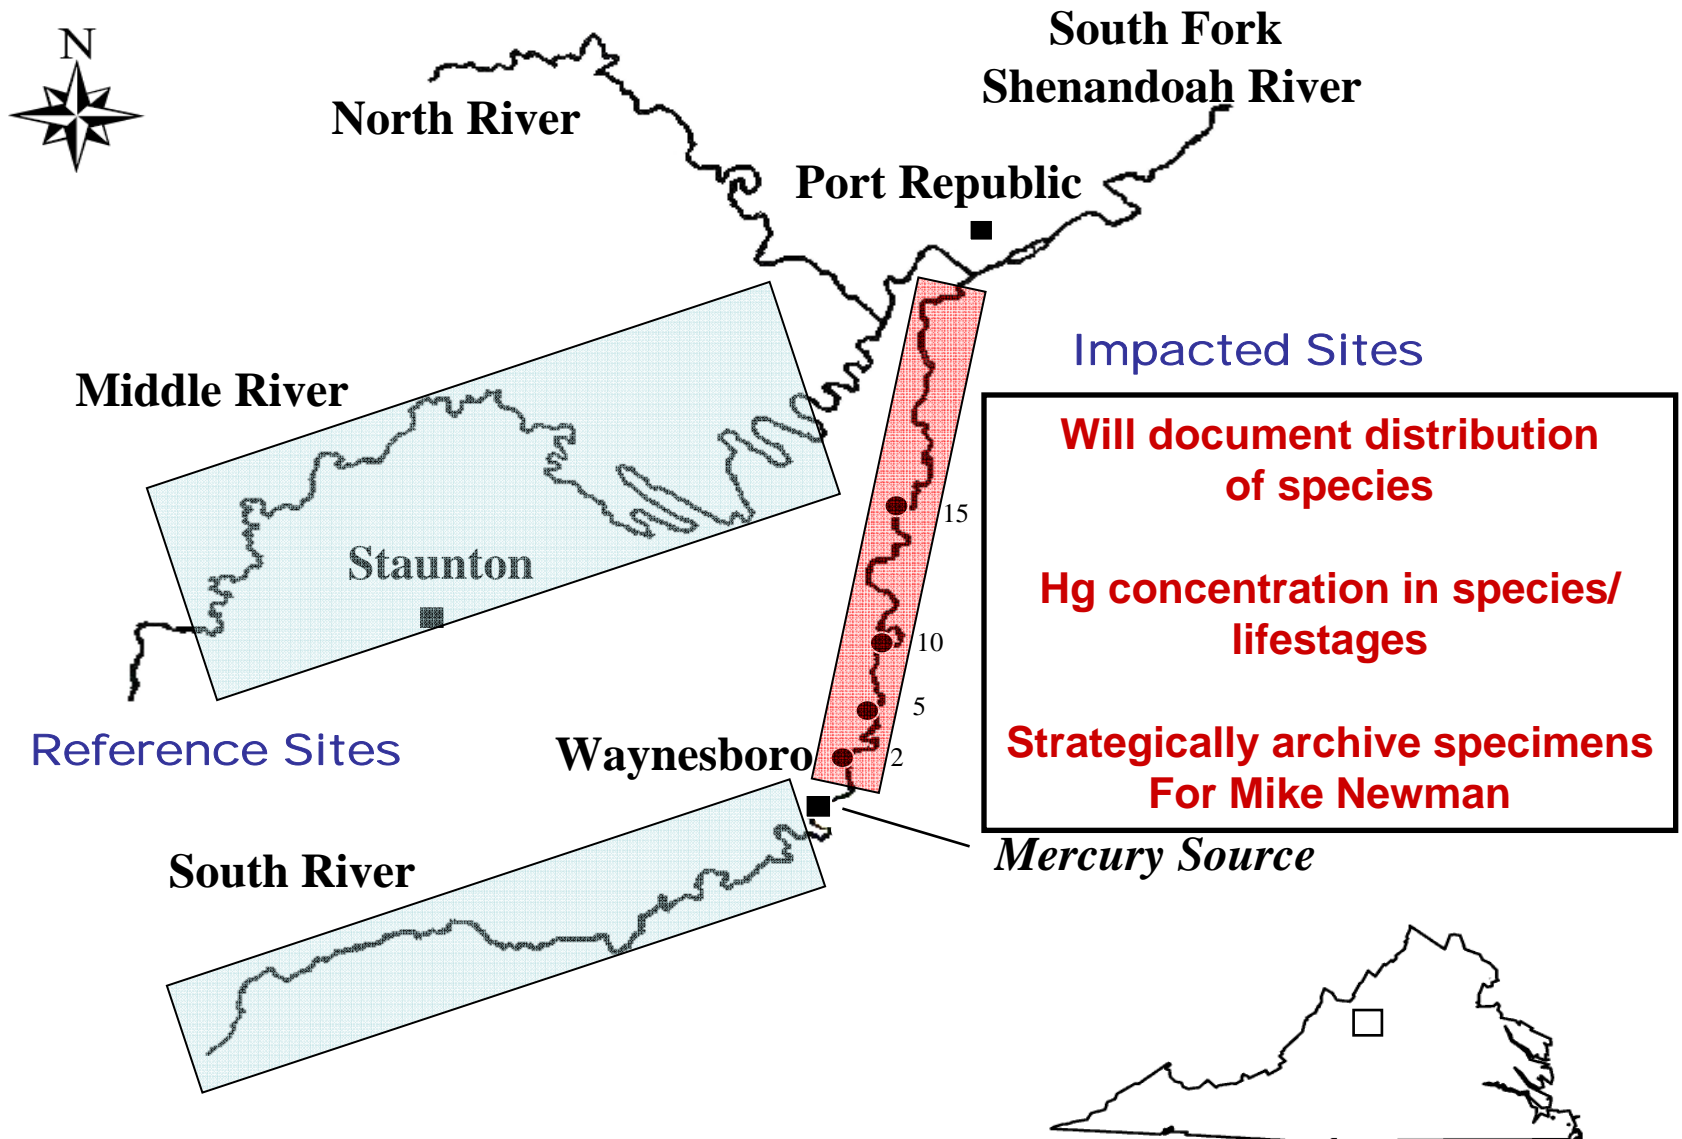 N
South Fork
Shenandoah River
North River
Port Republic
Impacted Sites
Middle River
Will document distribution
of species
15
Staunton
Hg concentration in species/
lifestages
10
5
Reference Sites
Waynesboro
2
Strategically archive specimens
For Mike Newman
Mercury Source
South River